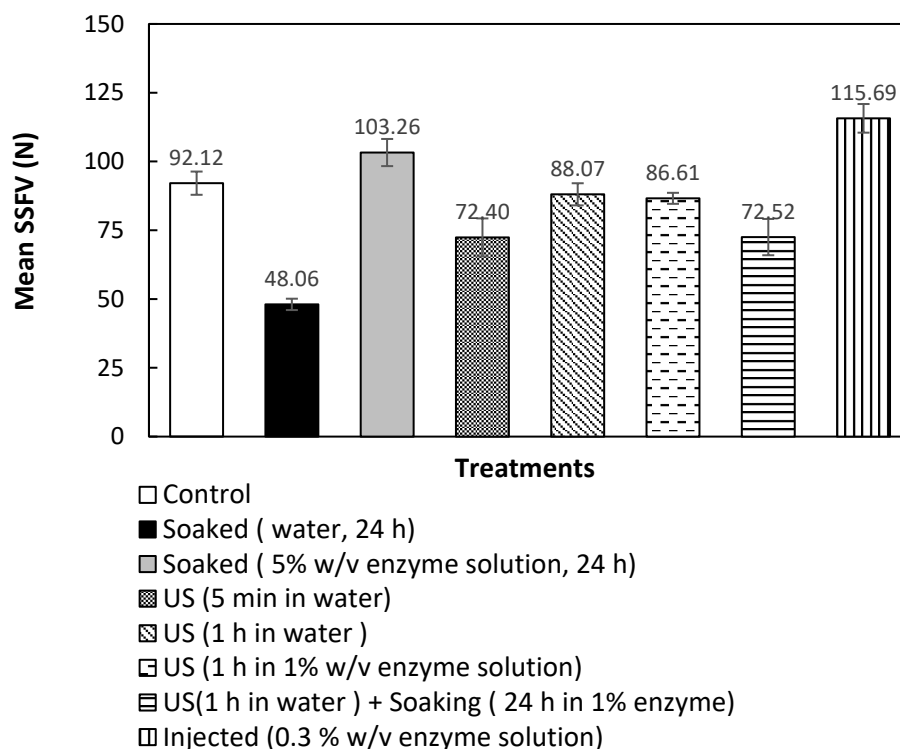 150
125
100
75
50
25
0
Mean SSFV (N)
92.12
48.06
103.26
72.40
88.07
86.61
72.52
115.69
Treatments
Control
Soaked ( water, 24 h)
Soaked ( 5% w/v enzyme solution, 24 h)
US (5 min in water)
US (1 h in water )
US (1 h in 1% w/v enzyme solution)
US(1 h in water ) + Soaking ( 24 h in 1% enzyme)
Injected (0.3 % w/v enzyme solution)